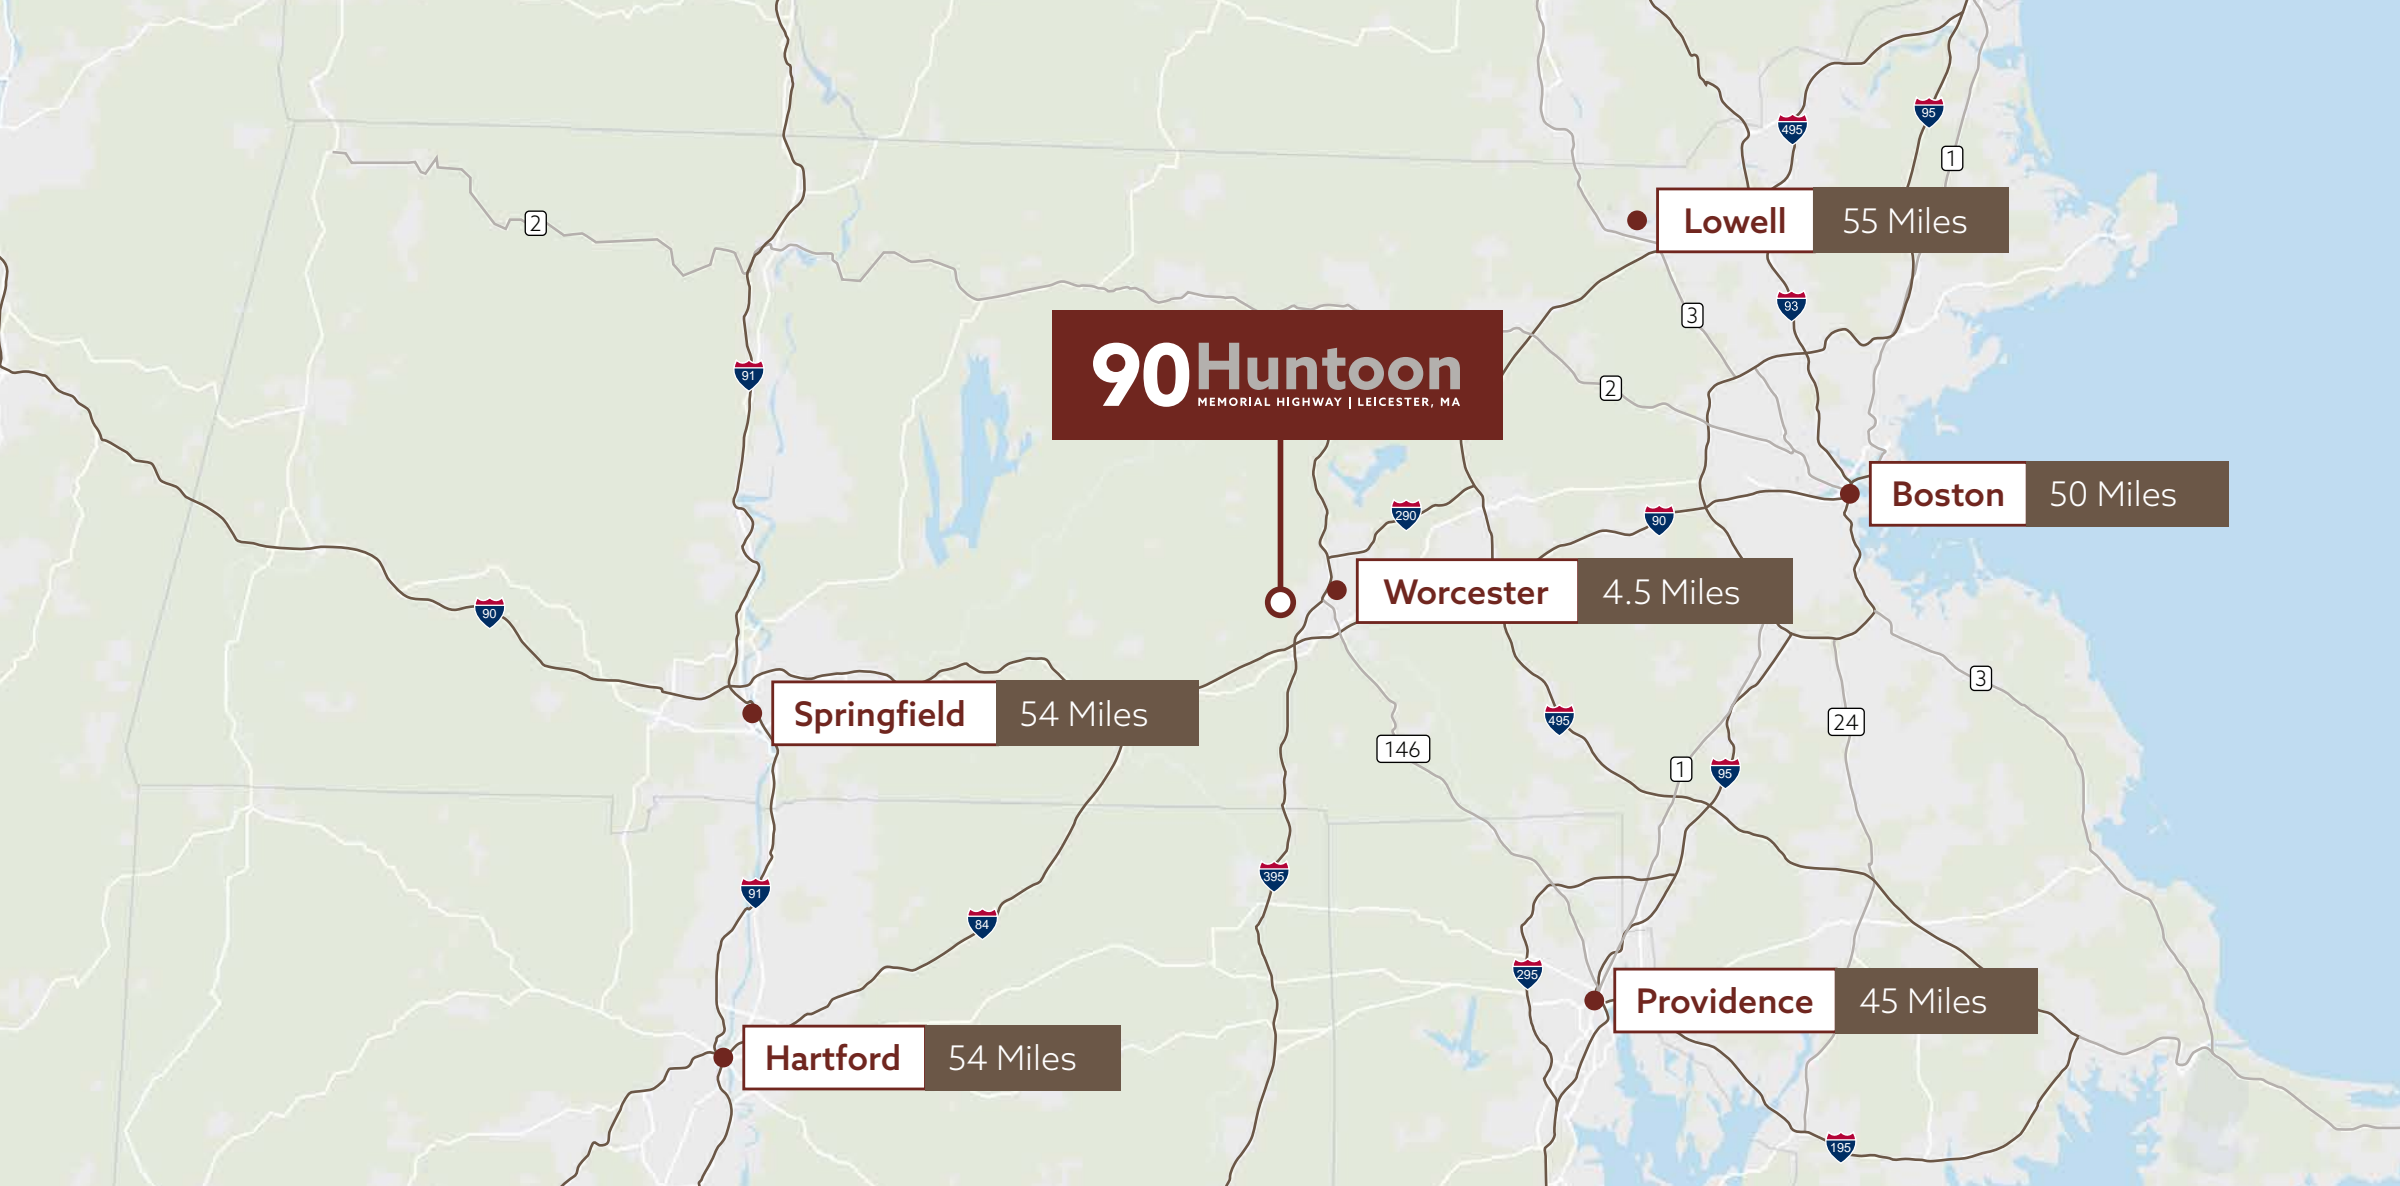 95
495
1
Lowell 55 Miles
2
93
3
90 Huntoon
MEMORIAL HIGHWAY | LEICESTER, MA
91
2
Boston 50 Miles
290
90
Worcester 4.5 Miles
90
3
Springfield 54 Miles
495
24
146
1
95
395
91
84
295
Providence 45 Miles
Hartford 54 Miles
195